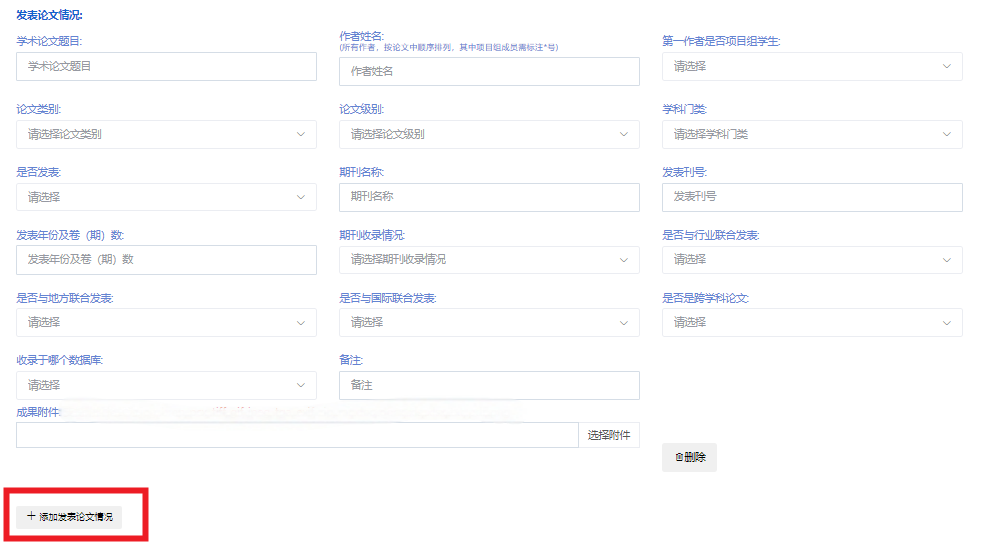 发表论文情况:
学术论文题目:
作者姓名:
(所有作者，按论文中顺序排列，其中项目组成员需标注*号)
第一作者是否项目组学生:
学术论文题目
作者姓名
请选择
论文类别:
论文级别:
学科门类:
请选择论文类别
请选择论文级别
请选择学科门类
是否发表:
期刊名称:
发表刊号:
请选择
期刊名称
发表刊号
发表年份及卷（期）数:
期刊收录情况:
是否与行业联合发表:
发表年份及卷（期）数
请选择期刊收录情况
请选择
是否与地方联合发表:
是否与国际联合发表:
是否是跨学科论文:
请选择
请选择
请选择
收录于哪个数据库:
备注:
请选择
备注
成果附件:
选择附件
删除
+ 添加发表论文情况